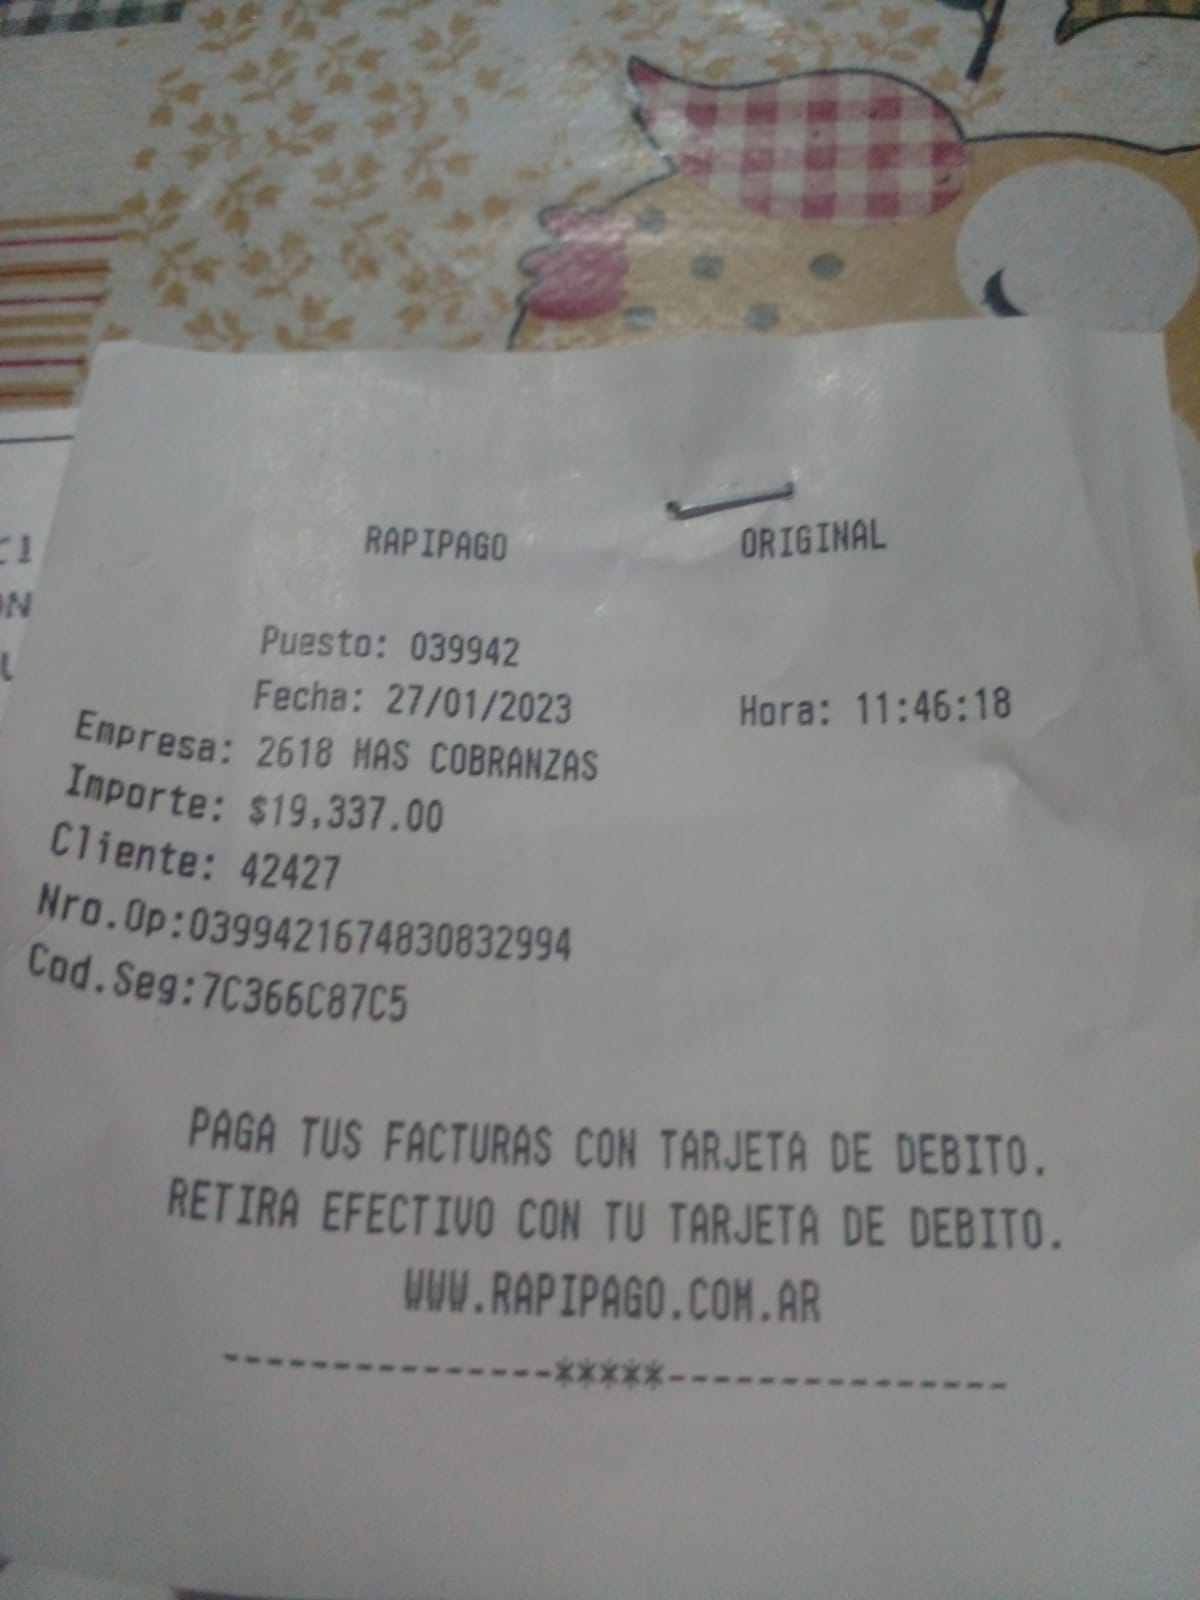 RAPIPAGO ORIGINAL
Puesto: 039942
Fecha: 27/01/2023 Hora: 11:46:18
Empresa: 2618 MAS COBRANZAS
Importe: $19,337.00
Cliente: 42427
Nro.Op:0399421674830832994
Cod.Seg:7C366C87C5
PAGA TUS FACTURAS CON TARJETA DE DEBITO.
RETIRA EFECTIVO CON TU TARJETA DE DEBITO.
WWW.RAPIPAGO.COM.AR
---------------*****---------------